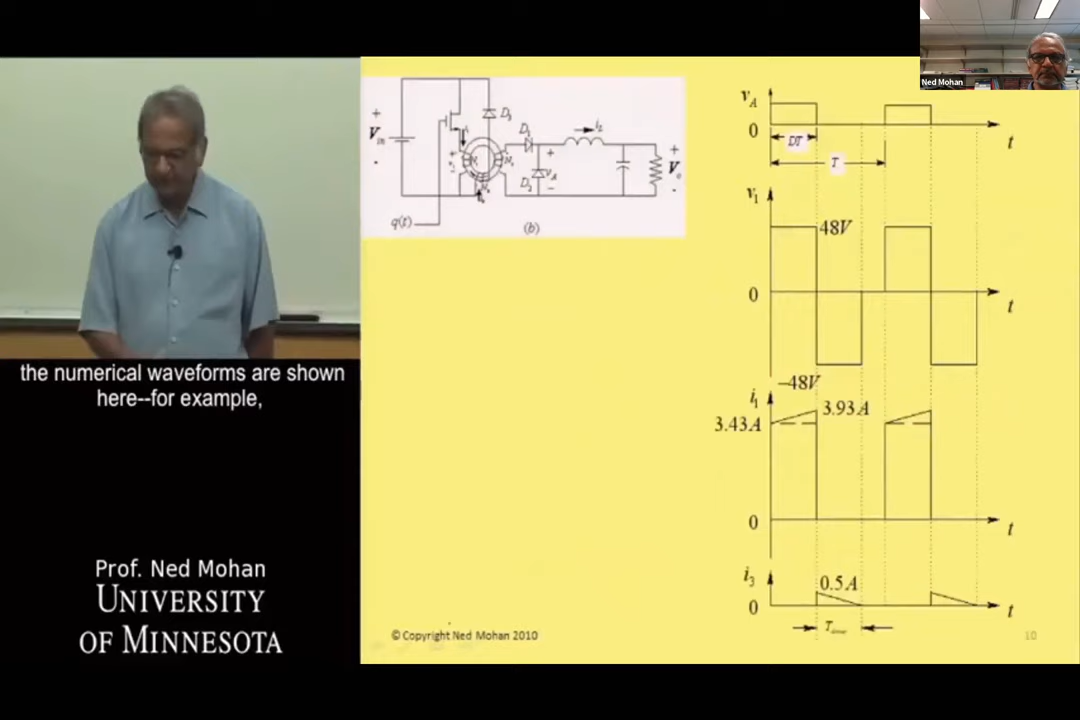 Ned Mohan
+
V_in
-
D_3
D_1
i_L
+
v_A
-
D_2
+
V_o
-
q(t)
(b)
v_A
0
DT
T
t
v_1
48V
0
t
-48V
i_1
3.93A
3.43A
0
t
i_3
0.5A
0
t
the numerical waveforms are shown
here--for example,
Prof. Ned Mohan
UNIVERSITY
OF MINNESOTA
© Copyright Ned Mohan 2010
10